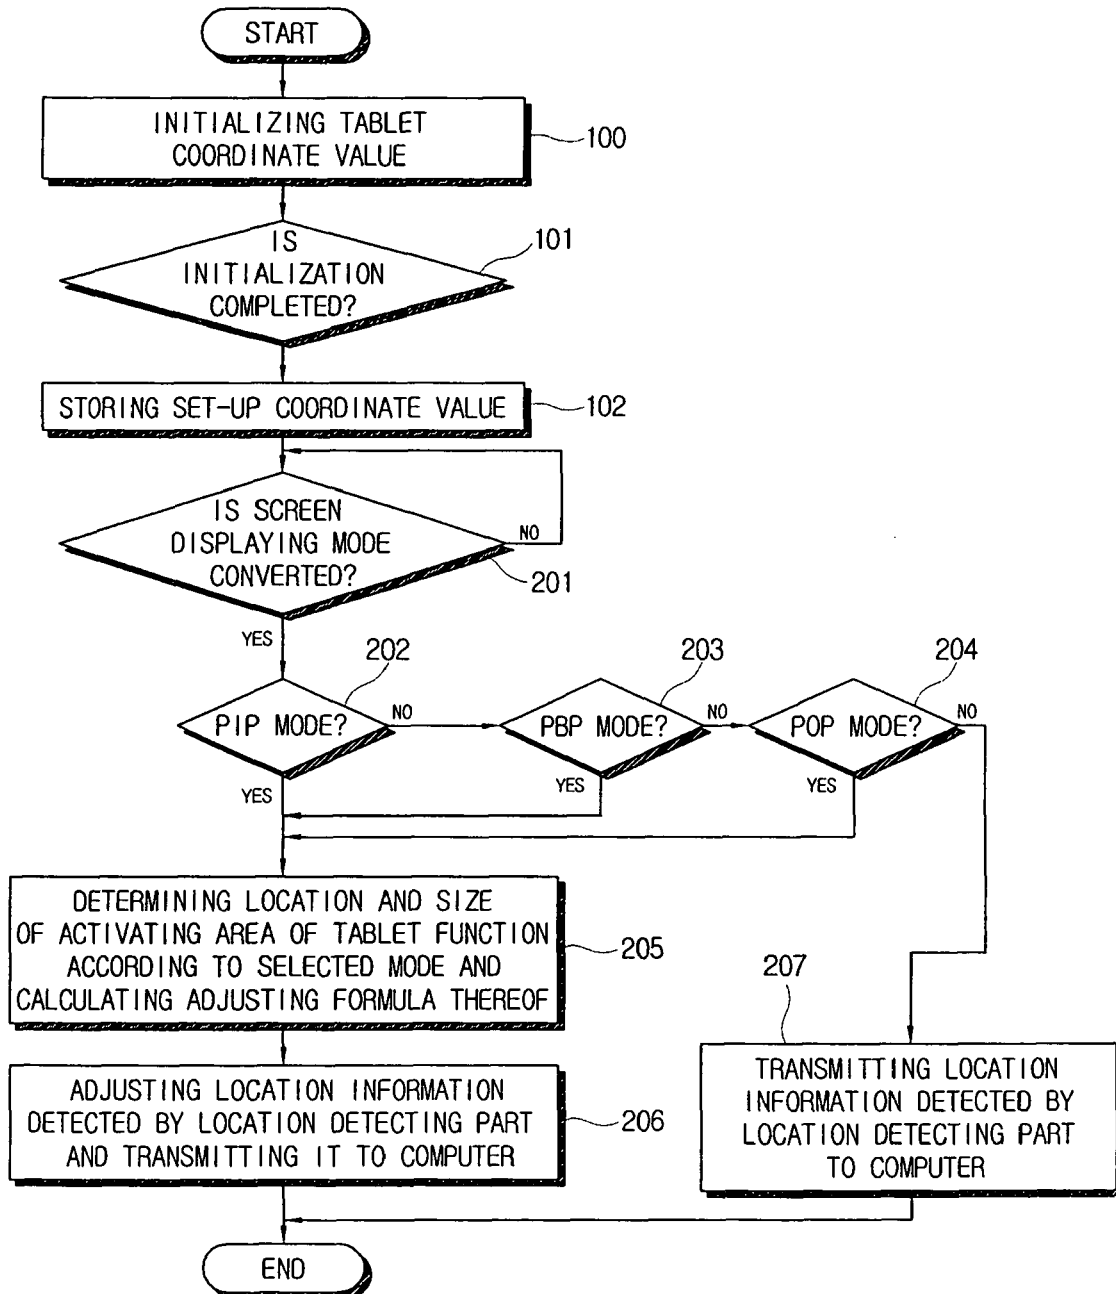 START
INITIALIZING TABLET
COORDINATE VALUE
100
IS
INITIALIZATION
COMPLETED?
101
STORING SET-UP COORDINATE VALUE
102
IS SCREEN
DISPLAYING MODE
CONVERTED?
NO
201
YES
202
203
204
PIP MODE?
NO
PBP MODE?
NO
POP MODE?
NO
YES
YES
YES
DETERMINING LOCATION AND SIZE
OF ACTIVATING AREA OF TABLET FUNCTION
ACCORDING TO SELECTED MODE AND
CALCULATING ADJUSTING FORMULA THEREOF
205
207
ADJUSTING LOCATION INFORMATION
DETECTED BY LOCATION DETECTING PART
AND TRANSMITTING IT TO COMPUTER
206
TRANSMITTING LOCATION
INFORMATION DETECTED BY
LOCATION DETECTING PART
TO COMPUTER
END